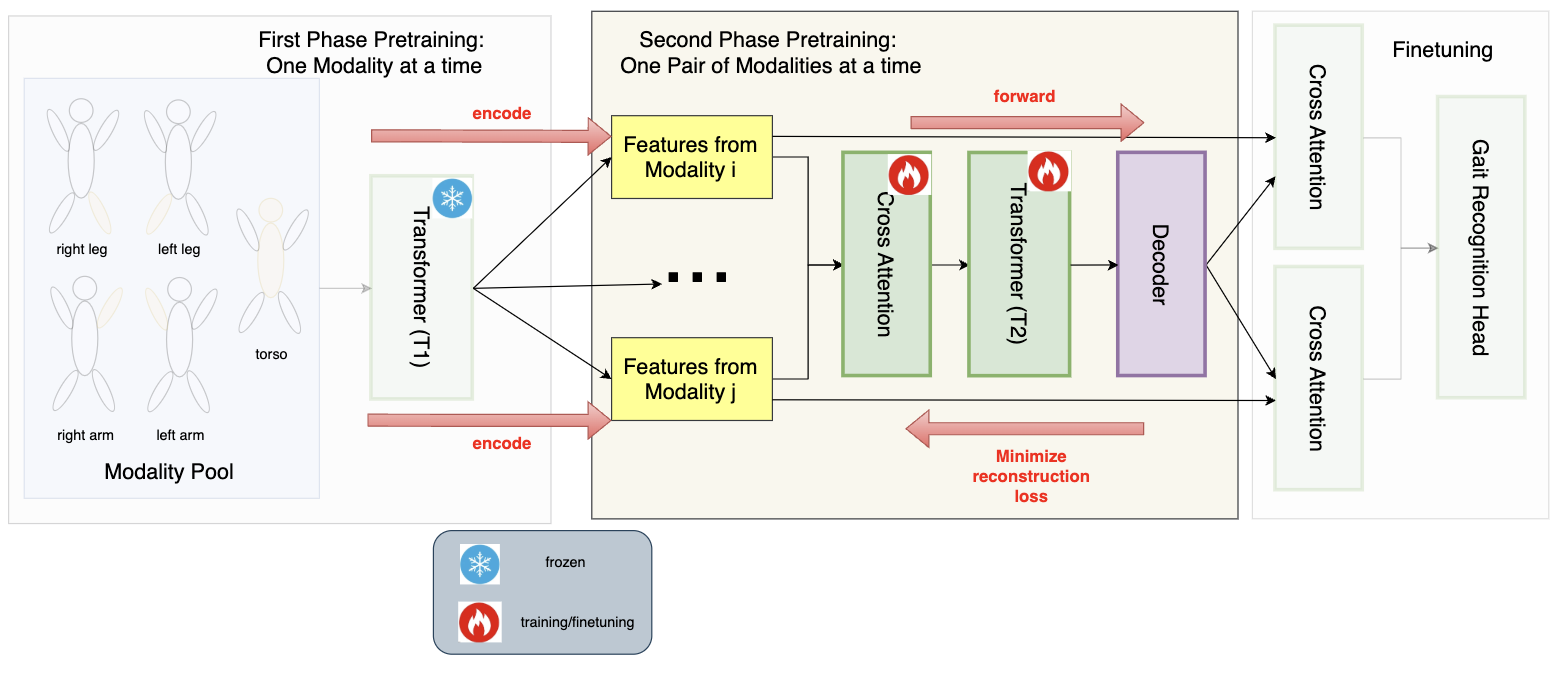 First Phase Pretraining:
One Modality at a time
right leg
left leg
torso
right arm
left arm
Modality Pool
Transformer (T1)
encode
encode
Second Phase Pretraining:
One Pair of Modalities at a time
Features from
Modality i
Features from
Modality j
forward
Cross Attention
Transformer (T2)
Decoder
Minimize
reconstruction
loss
Finetuning
Cross Attention
Cross Attention
Gait Recognition Head
frozen
training/finetuning